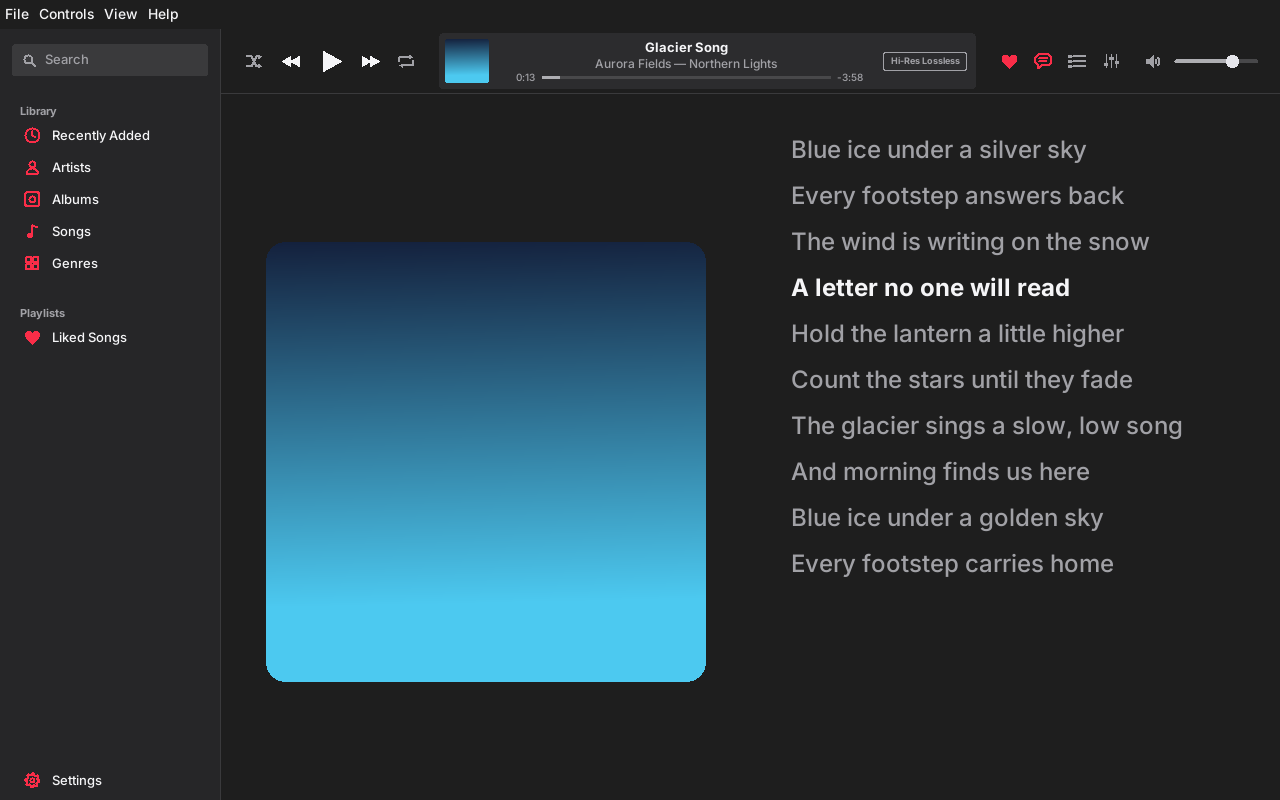 File Controls View Help
Search
Library
Recently Added
Artists
Albums
Songs
Genres
Playlists
Liked Songs
Settings
Glacier Song
Aurora Fields — Northern Lights
0:13
-3:58
Hi-Res Lossless
Blue ice under a silver sky
Every footstep answers back
The wind is writing on the snow
A letter no one will read
Hold the lantern a little higher
Count the stars until they fade
The glacier sings a slow, low song
And morning finds us here
Blue ice under a golden sky
Every footstep carries home